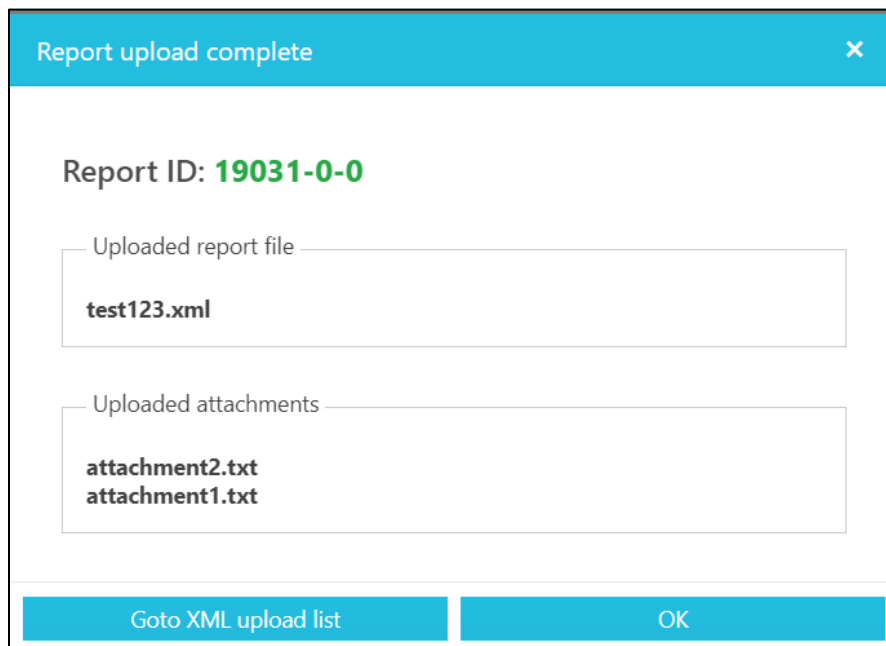 Report upload complete ×
Report ID: 19031-0-0
Uploaded report file
test123.xml
Uploaded attachments
attachment2.txt
attachment1.txt
Goto XML upload list
OK